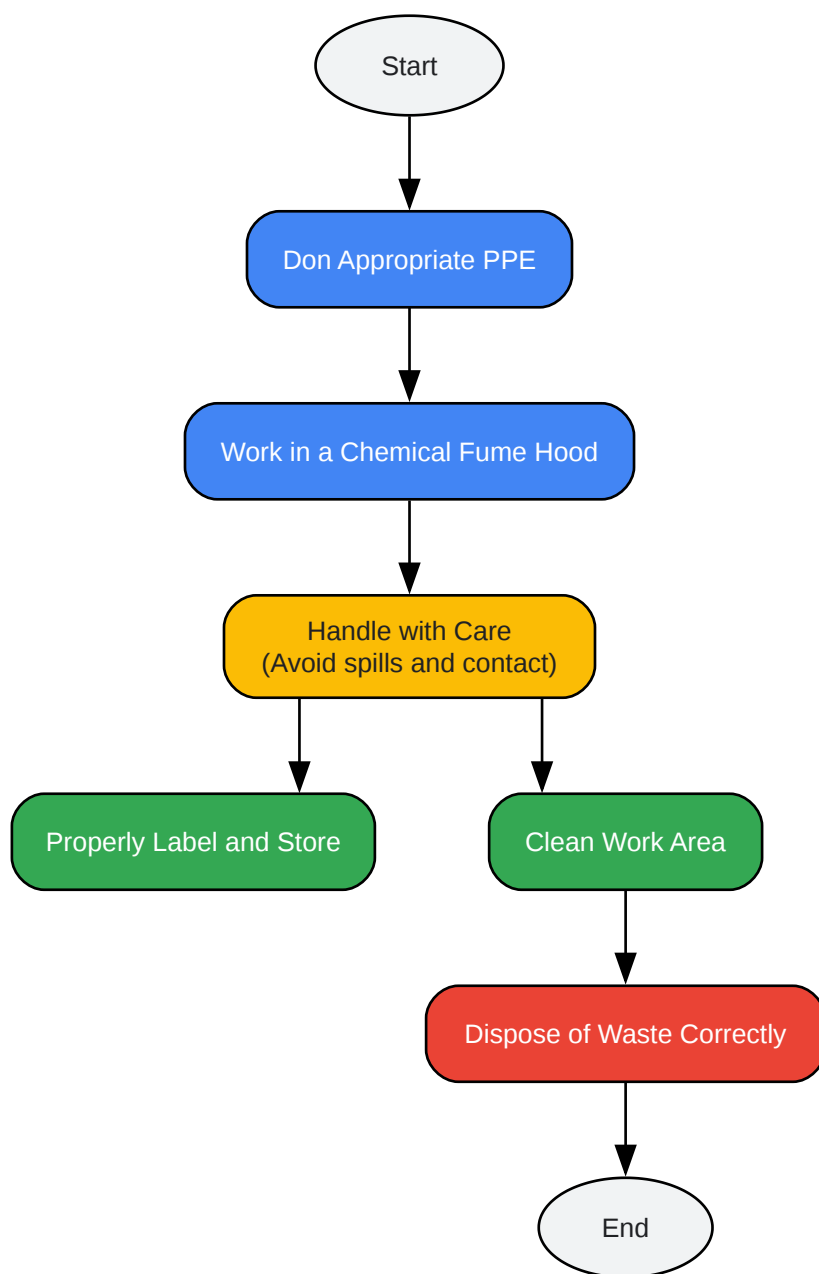 Start
Don Appropriate PPE
Work in a Chemical Fume Hood
Handle with Care
(Avoid spills and contact)
Properly Label and Store
Clean Work Area
Dispose of Waste Correctly
End